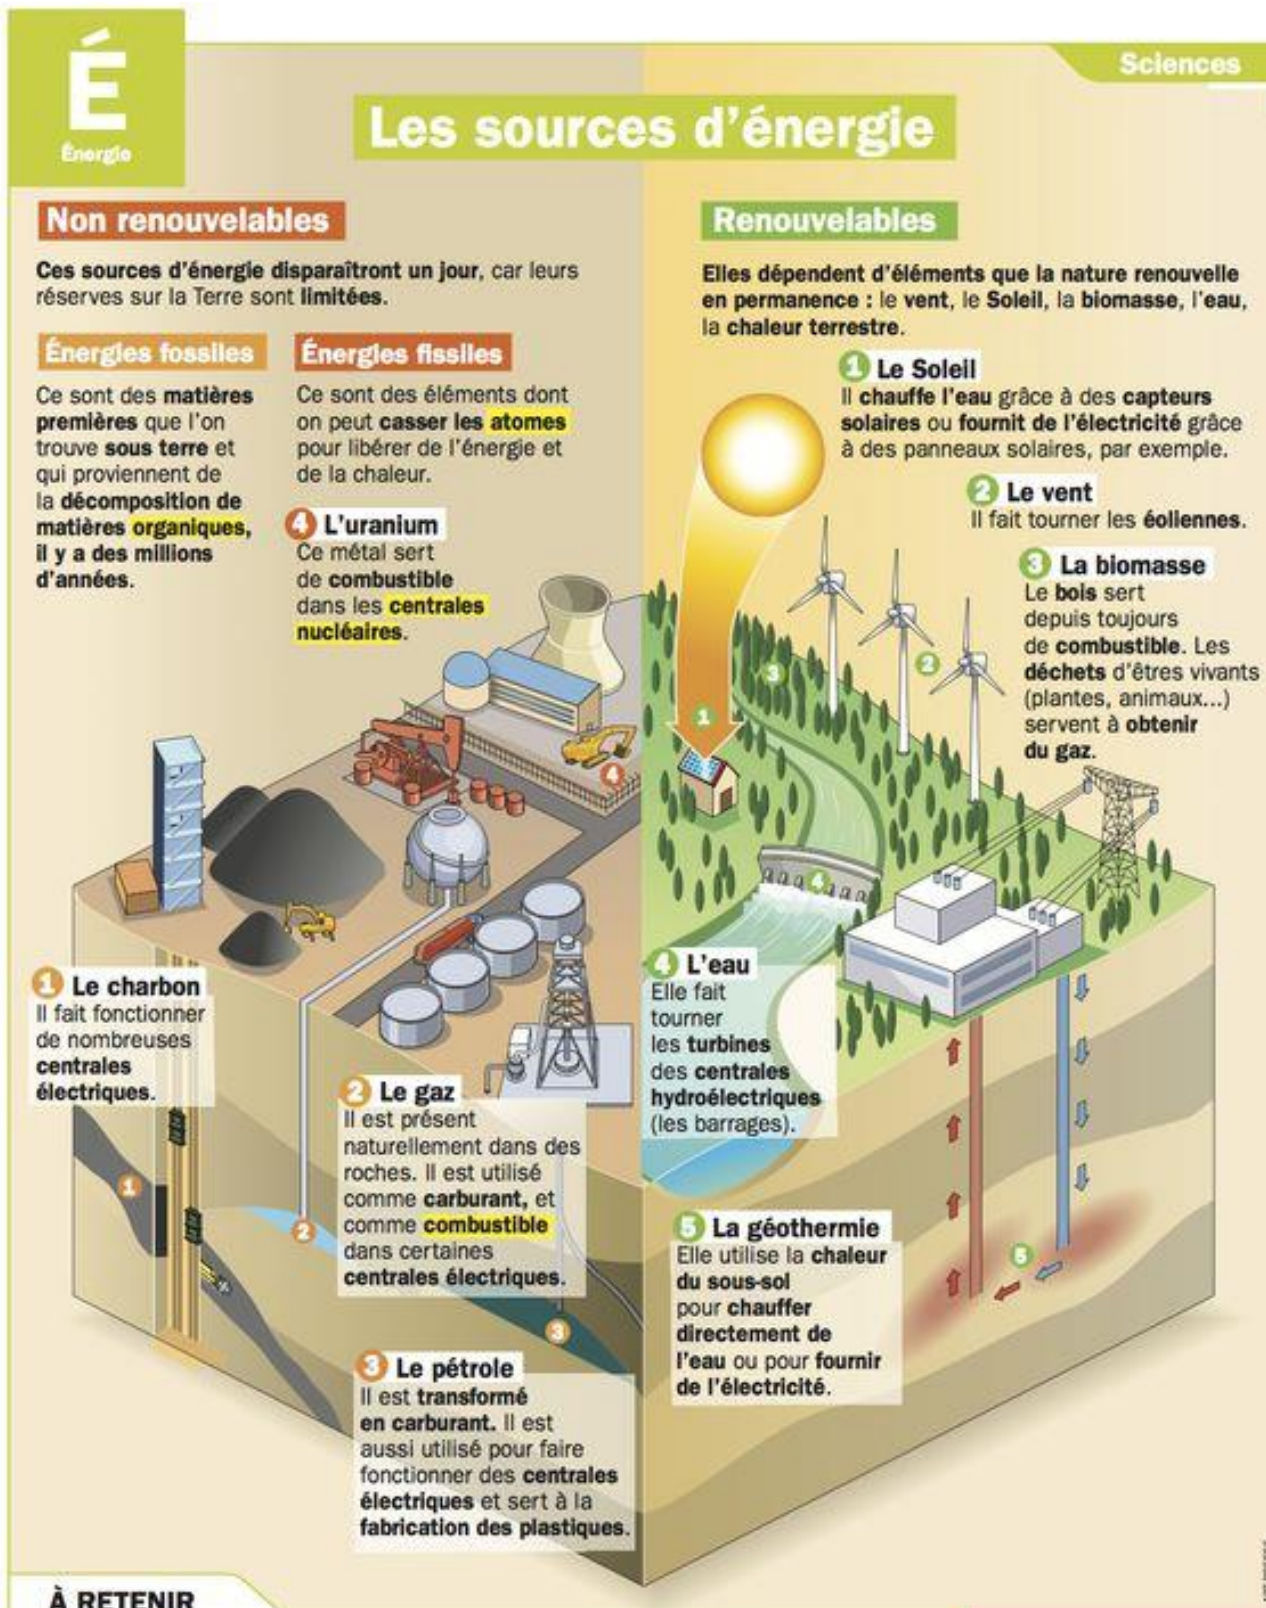 É
Énergie
Sciences
Les sources d'énergie
Non renouvelables
Ces sources d'énergie disparaîtront un jour, car leurs
réserves sur la Terre sont limitées.
Énergies fossiles
Ce sont des matières
premières que l'on
trouve sous terre et
qui proviennent de
la décomposition de
matières organiques,
il y a des millions
d'années.
Énergies fissiles
Ce sont des éléments dont
on peut casser les atomes
pour libérer de l'énergie et
de la chaleur.
4 L'uranium
Ce métal sert
de combustible
dans les centrales
nucléaires.
4
1 Le charbon
Il fait fonctionner
de nombreuses
centrales
électriques.
1
2 Le gaz
Il est présent
naturellement dans des
roches. Il est utilisé
comme carburant, et
comme combustible
dans certaines
centrales électriques.
2
3
3 Le pétrole
Il est transformé
en carburant. Il est
aussi utilisé pour faire
fonctionner des centrales
électriques et sert à la
fabrication des plastiques.
Renouvelables
Elles dépendent d'éléments que la nature renouvelle
en permanence : le vent, le Soleil, la biomasse, l'eau,
la chaleur terrestre.
1 Le Soleil
Il chauffe l'eau grâce à des capteurs
solaires ou fournit de l'électricité grâce
à des panneaux solaires, par exemple.
2 Le vent
Il fait tourner les éoliennes.
3 La biomasse
Le bois sert
depuis toujours
de combustible. Les
déchets d'êtres vivants
(plantes, animaux...)
servent à obtenir
du gaz.
3
2
1
4
4 L'eau
Elle fait
tourner
les turbines
des centrales
hydroélectriques
(les barrages).
5 La géothermie
Elle utilise la chaleur
du sous-sol
pour chauffer
directement de
l'eau ou pour fournir
de l'électricité.
5
À RETENIR